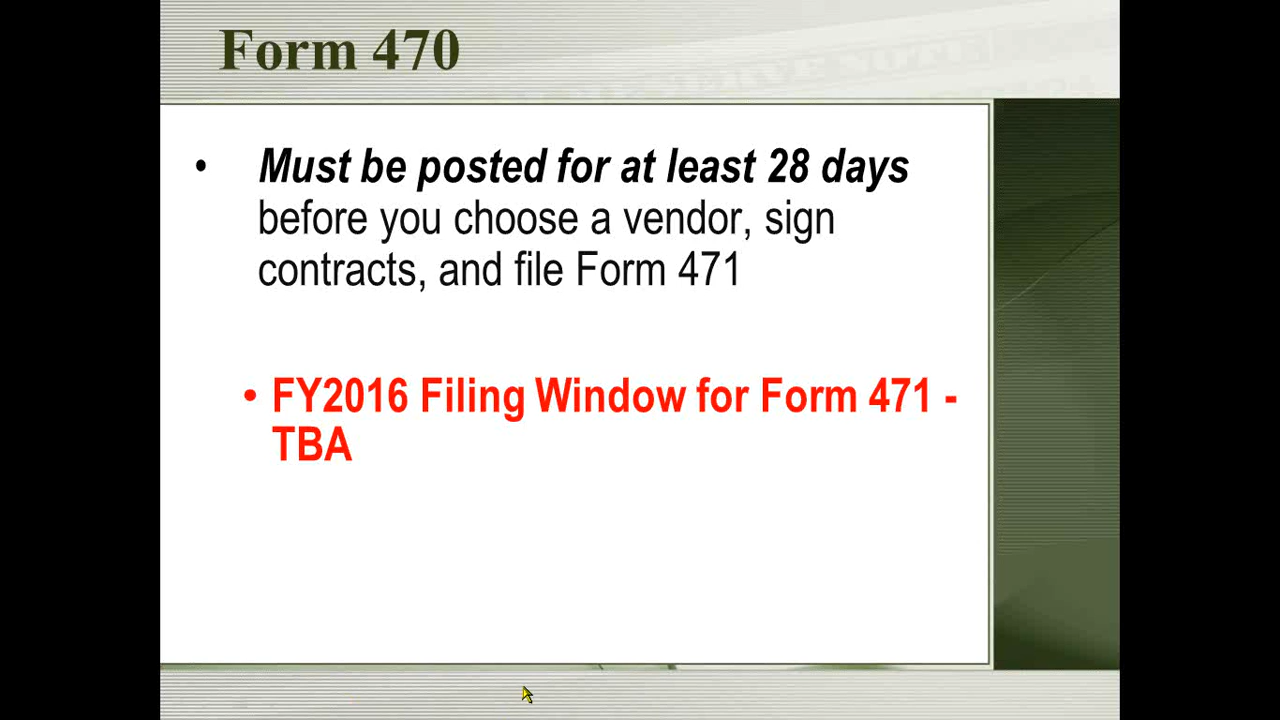 Form 470
• Must be posted for at least 28 days
before you choose a vendor, sign
contracts, and file Form 471
• FY2016 Filing Window for Form 471 -
TBA